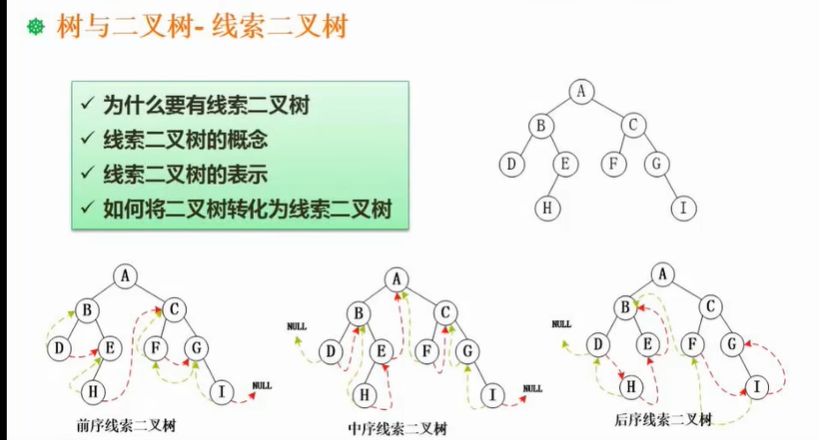 树与二叉树- 线索二叉树
✓ 为什么要有线索二叉树
✓ 线索二叉树的概念
✓ 线索二叉树的表示
✓ 如何将二叉树转化为线索二叉树
A
B C
D E F G
H I
A
B C
D E F G
H I NULL
前序线索二叉树
A
NULL B C
D E F G
H I NULL
中序线索二叉树
A
B C
NULL D E F G
H I
后序线索二叉树